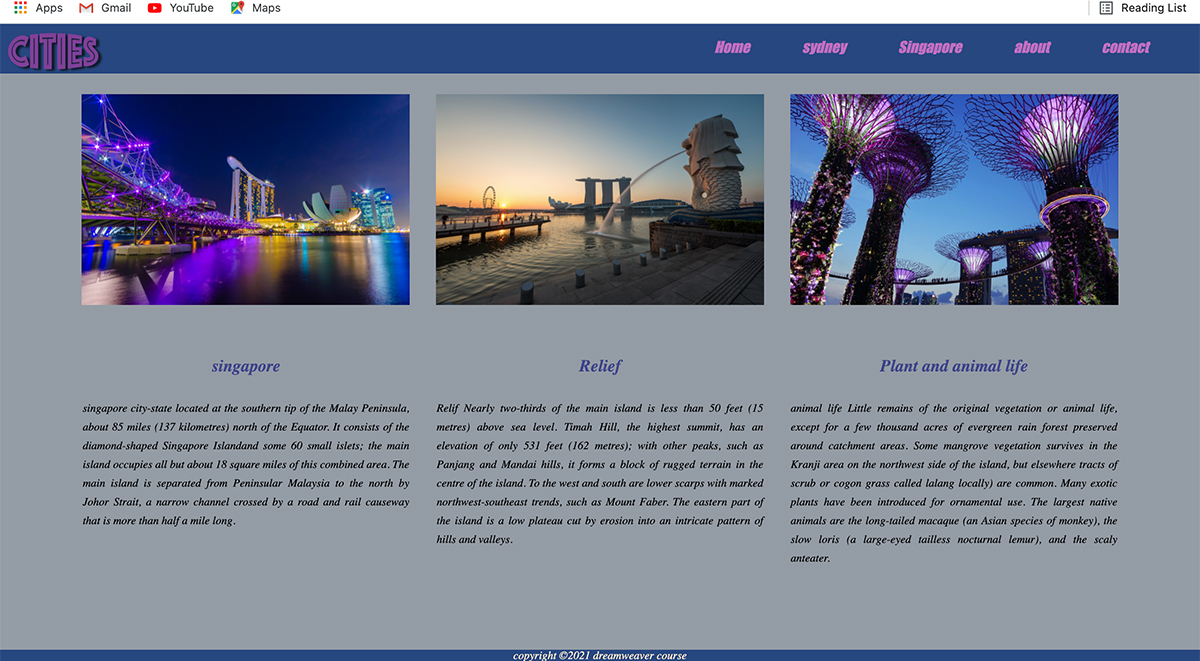 Apps Gmail YouTube Maps Reading List
CITIES Home sydney Singapore about contact
singapore
singapore city-state located at the southern tip of the Malay Peninsula,
about 85 miles (137 kilometres) north of the Equator. It consists of the
diamond-shaped Singapore Islandand some 60 small islets; the main
island occupies all but about 18 square miles of this combined area. The
main island is separated from Peninsular Malaysia to the north by
Johor Strait, a narrow channel crossed by a road and rail causeway
that is more than half a mile long.
Relief
Relif Nearly two-thirds of the main island is less than 50 feet (15
metres) above sea level. Timah Hill, the highest summit, has an
elevation of only 531 feet (162 metres); with other peaks, such as
Panjang and Mandai hills, it forms a block of rugged terrain in the
centre of the island. To the west and south are lower scarps with marked
northwest-southeast trends, such as Mount Faber. The eastern part of
the island is a low plateau cut by erosion into an intricate pattern of
hills and valleys.
Plant and animal life
animal life Little remains of the original vegetation or animal life,
except for a few thousand acres of evergreen rain forest preserved
around catchment areas. Some mangrove vegetation survives in the
Kranji area on the northwest side of the island, but elsewhere tracts of
scrub or cogon grass called lalang locally) are common. Many exotic
plants have been introduced for ornamental use. The largest native
animals are the long-tailed macaque (an Asian species of monkey), the
slow loris (a large-eyed tailless nocturnal lemur), and the scaly
anteater.
copyright ©2021 dreamweaver course